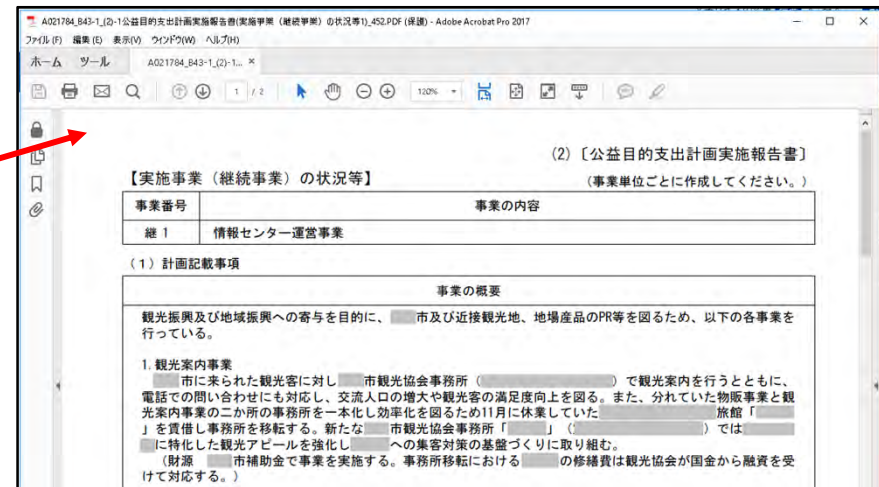 A021784_B43-1_(2)-1公益目的支出計画実施報告書(実施事業（継続事業）の状況等1)_452.PDF (保護) - Adobe Acrobat Pro 2017
ファイル(F) 編集(E) 表示(V) ウインドウ(W) ヘルプ(H)
ホーム ツール A021784_B43-1_(2)-1... ×
1 / 2 120%
(2)〔公益目的支出計画実施報告書〕
【実施事業（継続事業）の状況等】 (事業単位ごとに作成してください。)
事業番号 事業の内容
継 1 情報センター運営事業
(1) 計画記載事項
事業の概要
観光振興及び地域振興への寄与を目的に、 市及び近接観光地、地場産品のPR等を図るため、以下の各事業を
行っている。
1. 観光案内事業
市に来られた観光客に対し 市観光協会事務所（ ）で観光案内を行うとともに、
電話での問い合わせにも対応し、交流人口の増大や観光客の満足度向上を図る。また、分れていた物販事業と観
光案内事業の二か所の事務所を一本化し効率化を図るため11月に休業していた 旅館「
」を賃借し事務所を移転する。新たな 市観光協会事務所「 」（ ）では
に特化した観光アピールを強化し への集客対策の基盤づくりに取り組む。
（財源 市補助金で事業を実施する。事務所移転における の修繕費は観光協会が国金から融資を受
けて対応する。）